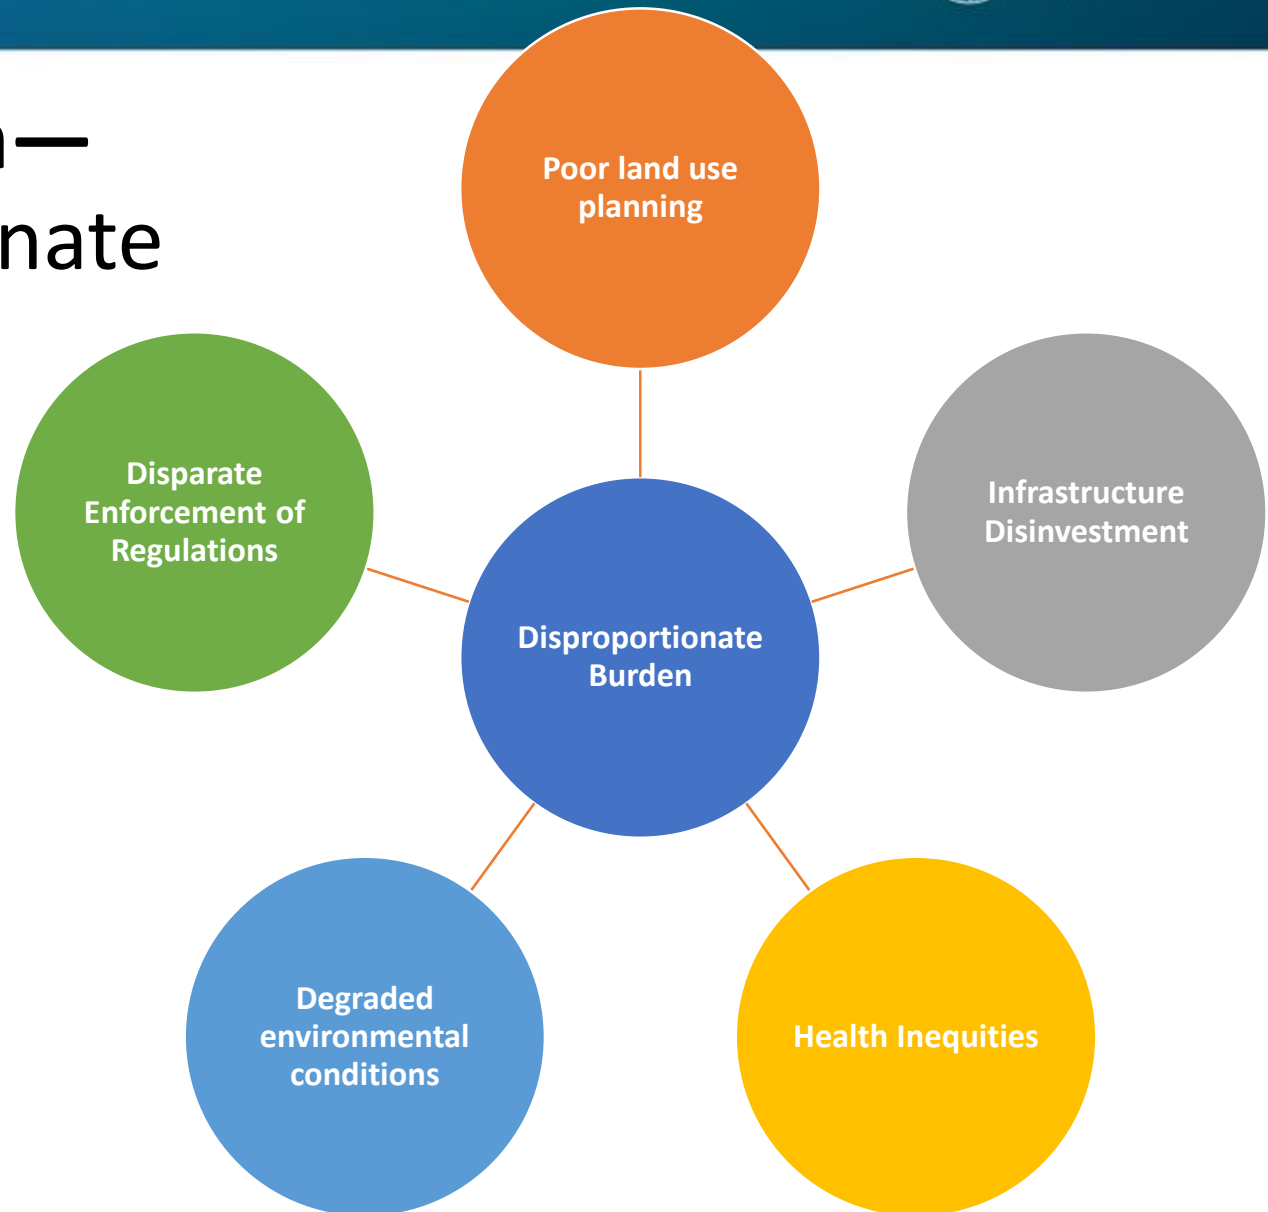 Poor land use
planning
nate
Disparate
Enforcement of
Regulations
Infrastructure
Disinvestment
Disproportionate
Burden
Degraded
environmental
conditions
Health Inequities